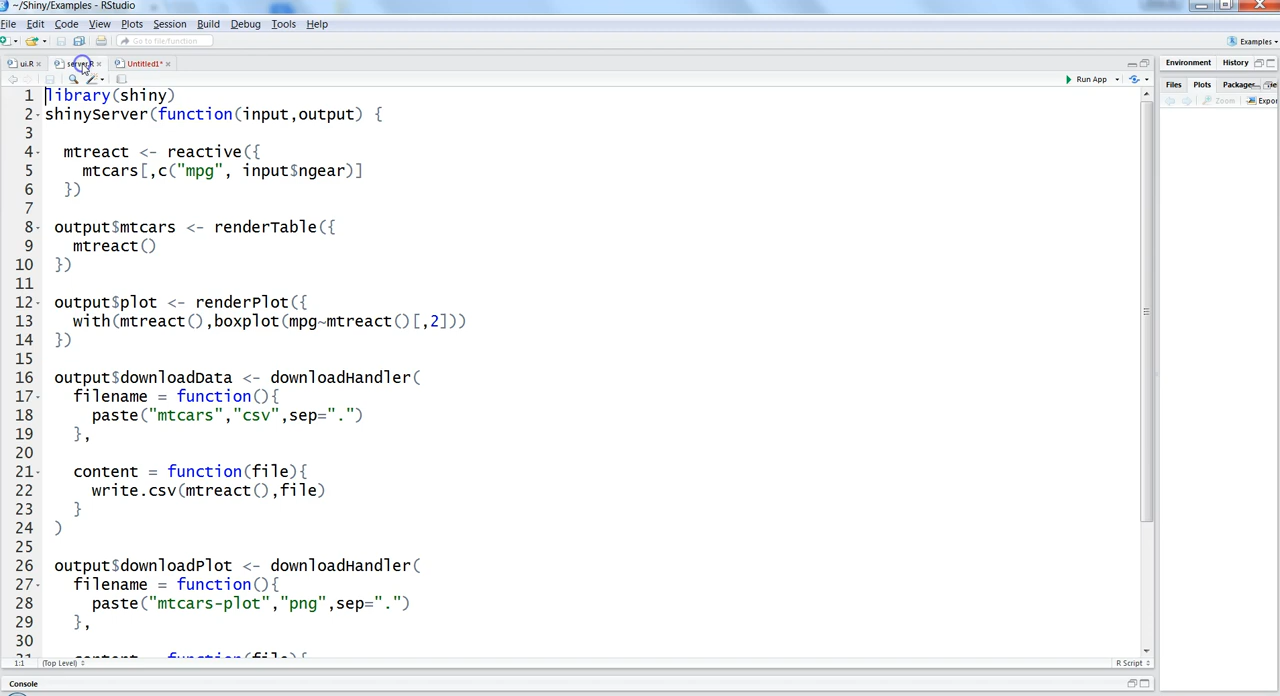 ~/Shiny/Examples - RStudio
File Edit Code View Plots Session Build Debug Tools Help
Go to file/function
Examples
ui.R server.R Untitled1*
Run App
1 library(shiny)
2 shinyServer(function(input,output) {
3
4 mtreact <- reactive({
5 mtcars[,c("mpg", input$ngear)]
6 })
7
8 output$mtcars <- renderTable({
9 mtreact()
10 })
11
12 output$plot <- renderPlot({
13 with(mtreact(),boxplot(mpg~mtreact()[,2]))
14 })
15
16 output$downloadData <- downloadHandler(
17 filename = function(){
18 paste("mtcars","csv",sep=".")
19 },
20
21 content = function(file){
22 write.csv(mtreact(),file)
23 }
24 )
25
26 output$downloadPlot <- downloadHandler(
27 filename = function(){
28 paste("mtcars-plot","png",sep=".")
29 },
30
31 content = function(file){
1:1 (Top Level) R Script
Console
Environment History
Files Plots Package
Zoom Expor